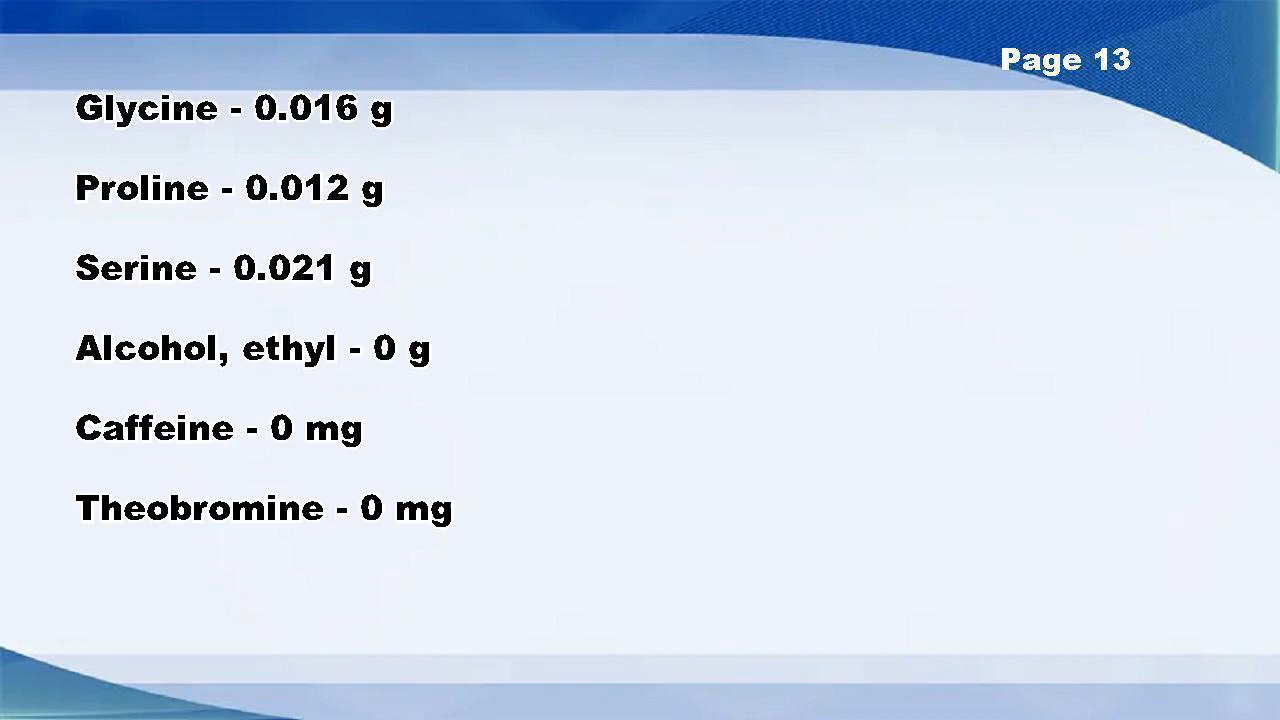 Page 13
Glycine - 0.016 g
Proline - 0.012 g
Serine - 0.021 g
Alcohol, ethyl - 0 g
Caffeine - 0 mg
Theobromine - 0 mg